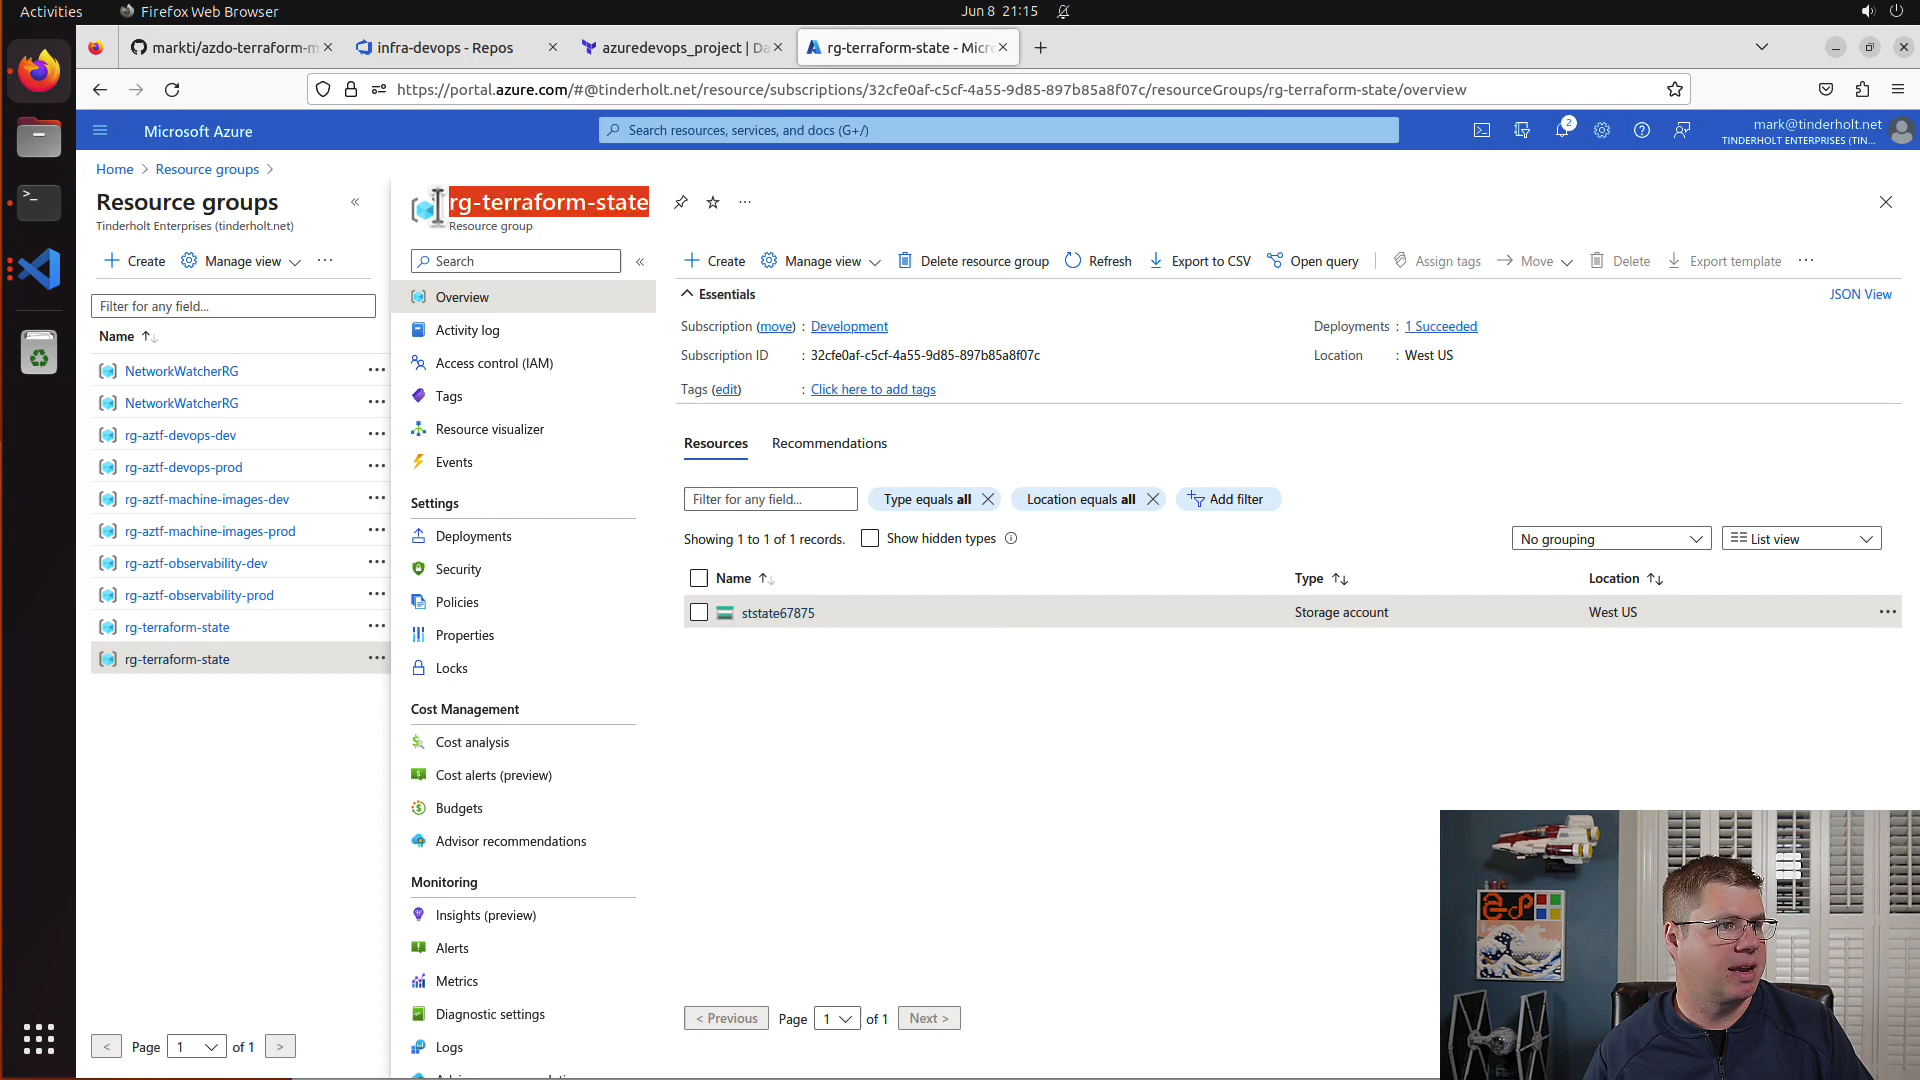 Activities
Firefox Web Browser
Jun 8 21:15
markti/azdo-terraform-m
infra-devops - Repos
azuredevops_project | Da
rg-terraform-state - Micro
https://portal.azure.com/#@tinderholt.net/resource/subscriptions/32cfe0af-c5cf-4a55-9d85-897b85a8f07c/resourceGroups/rg-terraform-state/overview
Microsoft Azure
Search resources, services, and docs (G+/)
2
mark@tinderholt.net
TINDERHOLT ENTERPRISES (TIN...
Home
Resource groups
Resource groups
Tinderholt Enterprises (tinderholt.net)
Create
Manage view
...
Filter for any field...
Name
NetworkWatcherRG
NetworkWatcherRG
rg-aztf-devops-dev
rg-aztf-devops-prod
rg-aztf-machine-images-dev
rg-aztf-machine-images-prod
rg-aztf-observability-dev
rg-aztf-observability-prod
rg-terraform-state
rg-terraform-state
< Page 1 of 1 >
rg-terraform-state
Resource group
Search
Overview
Activity log
Access control (IAM)
Tags
Resource visualizer
Events
Settings
Deployments
Security
Policies
Properties
Locks
Cost Management
Cost analysis
Cost alerts (preview)
Budgets
Advisor recommendations
Monitoring
Insights (preview)
Alerts
Metrics
Diagnostic settings
Logs
Create
Manage view
Delete resource group
Refresh
Export to CSV
Open query
Assign tags
Move
Delete
Export template
...
Essentials
JSON View
Subscription (move) : Development
Subscription ID : 32cfe0af-c5cf-4a55-9d85-897b85a8f07c
Tags (edit) : Click here to add tags
Deployments : 1 Succeeded
Location : West US
Resources
Recommendations
Filter for any field...
Type equals all
Location equals all
Add filter
Showing 1 to 1 of 1 records.
Show hidden types
No grouping
List view
Name
Type
Location
ststate67875
Storage account
West US
< Previous
Page 1 of 1
Next >